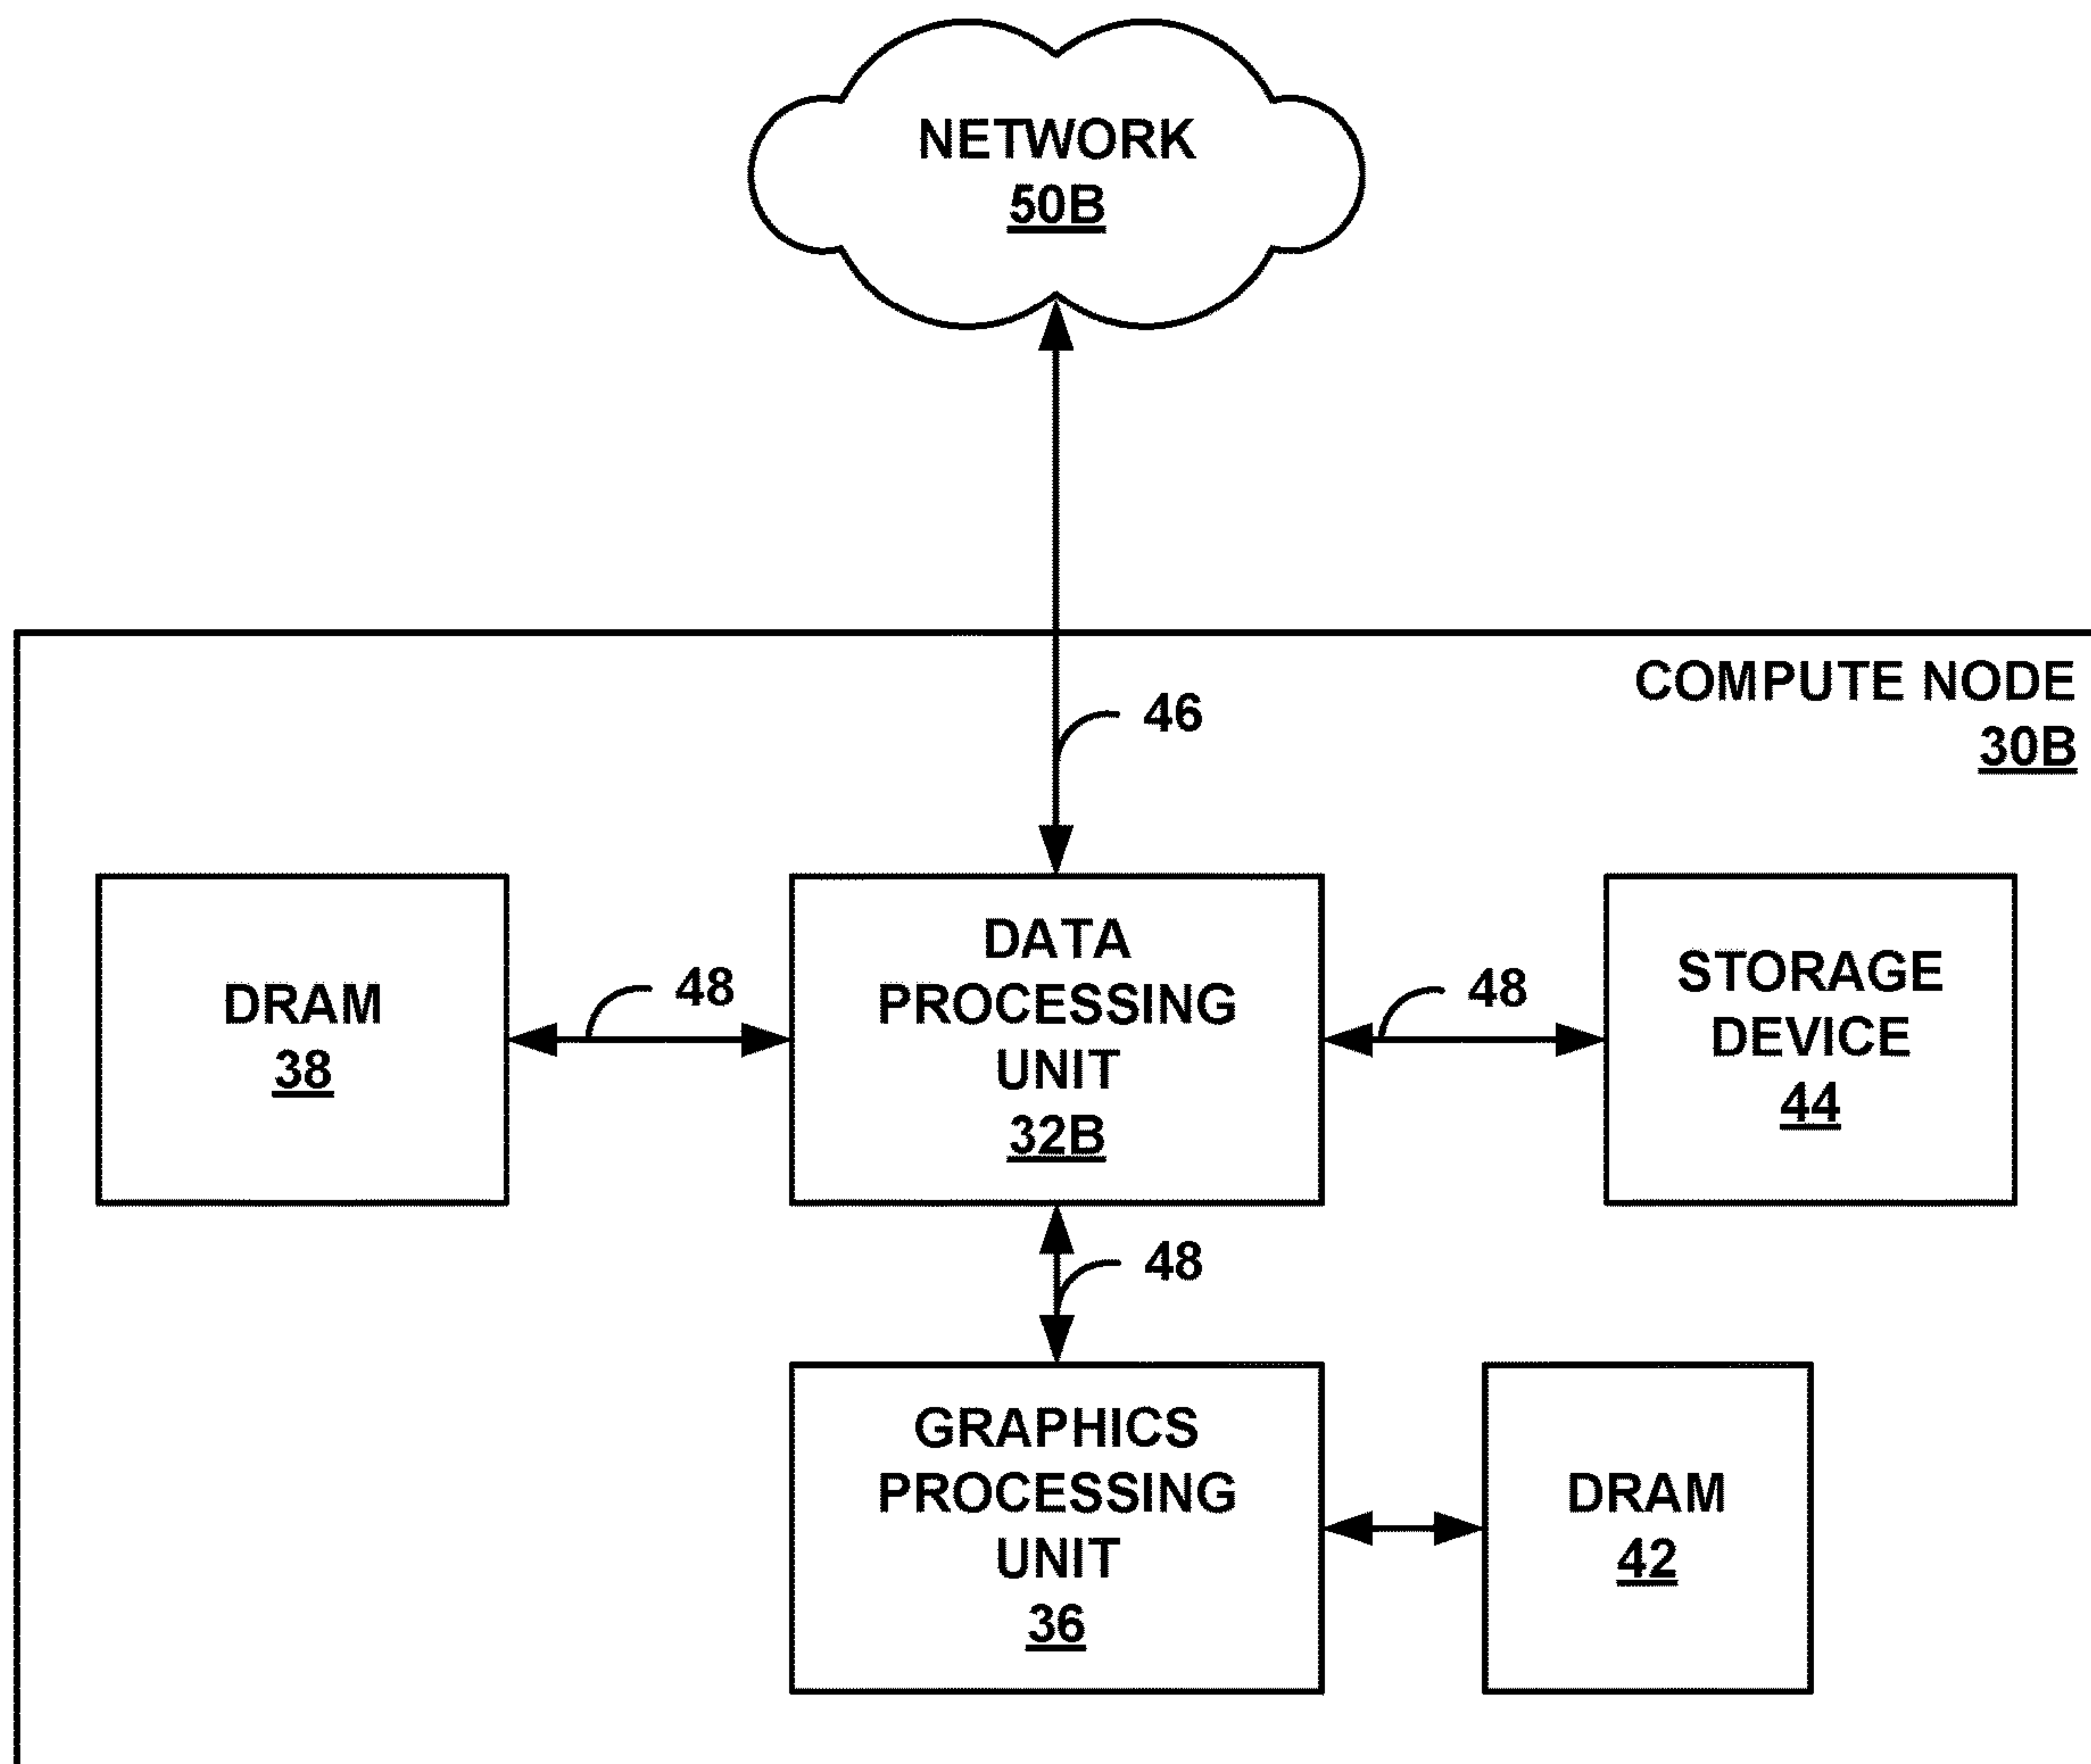 NETWORK
50B
COMPUTE NODE
30B
46
DRAM
38
48
DATA
PROCESSING
UNIT
32B
48
STORAGE
DEVICE
44
48
GRAPHICS
PROCESSING
UNIT
36
DRAM
42